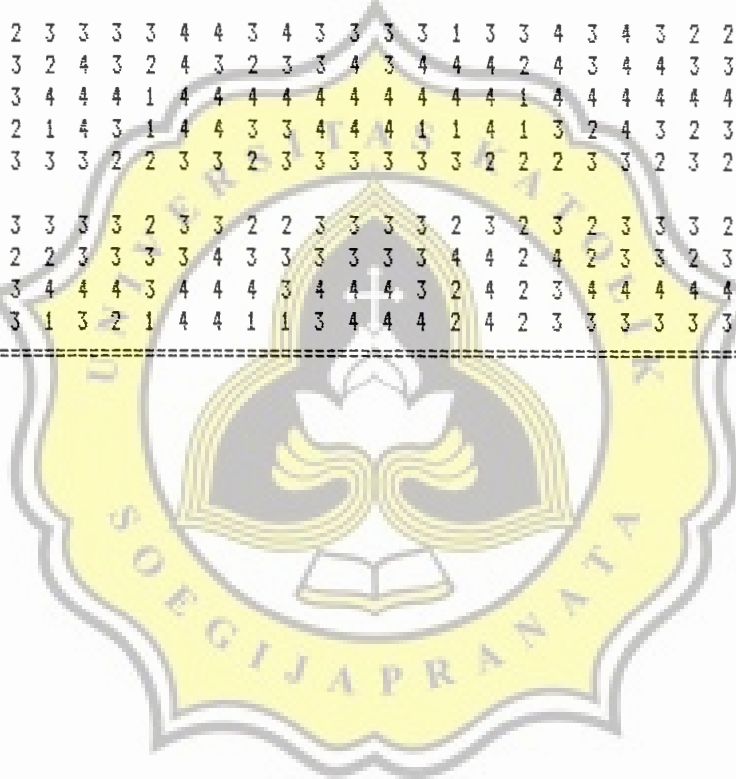 2 3 3 3 3 4 4 3 4 3 3 3 3 1 3 3 4 3 4 3 2 2
3 2 4 3 2 4 3 2 3 3 4 3 4 4 4 2 4 3 4 4 3 3
3 4 4 4 1 4 4 4 4 4 4 4 4 4 4 1 4 4 4 4 4 4
2 1 4 3 1 4 4 3 3 4 4 4 1 1 4 1 3 2 4 3 2 3
3 3 3 2 2 3 3 2 3 3 3 3 3 3 2 2 2 3 3 2 3 2
3 3 3 3 2 3 3 2 2 3 3 3 3 2 3 2 3 2 3 3 3 2
2 2 3 3 3 3 4 3 3 3 3 3 3 4 4 2 4 2 3 3 2 3
3 4 4 4 3 4 4 4 3 4 4 4 3 2 4 2 3 4 4 4 4 4
3 1 3 2 1 4 4 1 1 3 4 4 4 2 4 2 3 3 3 3 3 3
UNIVERSITAS KATOLIK
SOEGIJAPRANATA